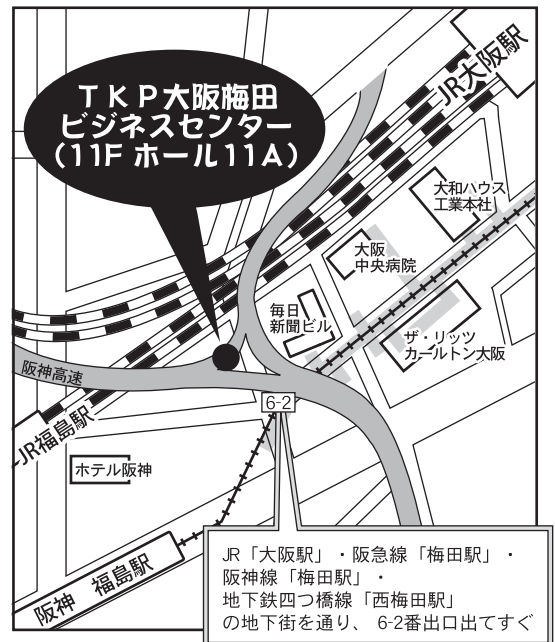 JR大阪駅
TKP大阪梅田
ビジネスセンター
（11F ホール11A）
大和ハウス
工業本社
大阪
中央病院
毎日
新聞ビル
ザ・リッツ
カールトン大阪
阪神高速
6-2
JR福島駅
ホテル阪神
阪神　福島駅
JR「大阪駅」・阪急線「梅田駅」・
阪神線「梅田駅」・
地下鉄四つ橋線「西梅田駅」
の地下街を通り、6-2番出口出てすぐ